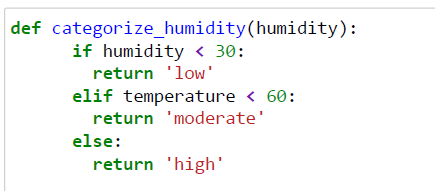 def categorize_humidity(humidity):
    if humidity < 30:
        return 'low'
    elif temperature < 60:
        return 'moderate'
    else:
        return 'high'